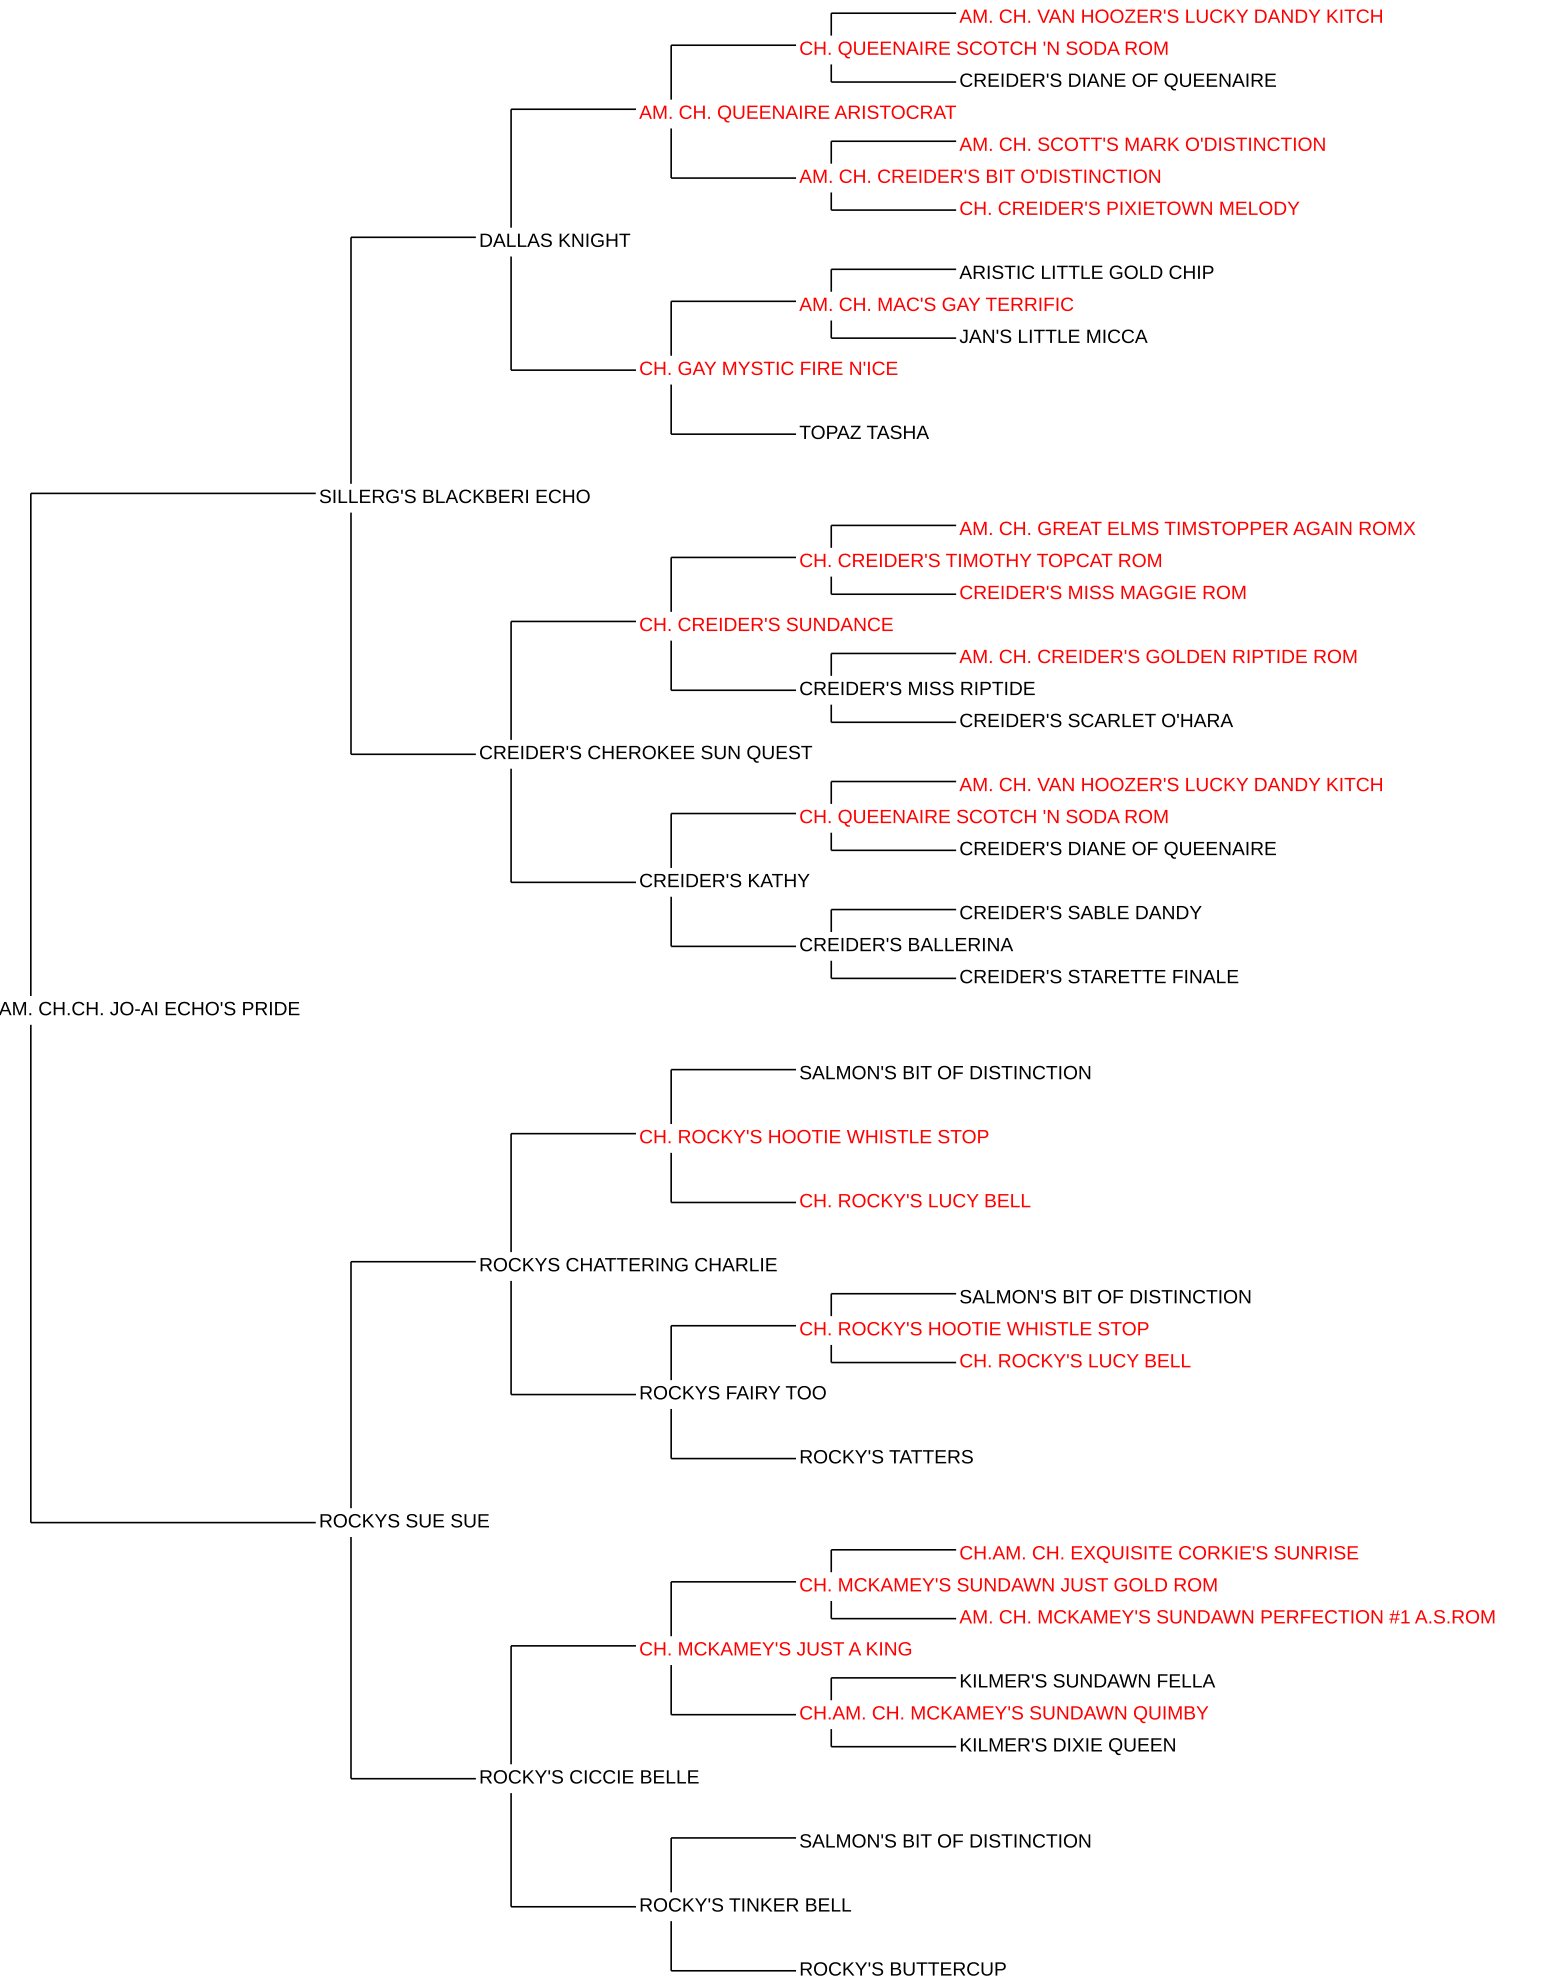 AM. CH. VAN HOOZER'S LUCKY DANDY KITCH
CH. QUEENAIRE SCOTCH 'N SODA ROM
CREIDER'S DIANE OF QUEENAIRE
AM. CH. QUEENAIRE ARISTOCRAT
AM. CH. SCOTT'S MARK O'DISTINCTION
AM. CH. CREIDER'S BIT O'DISTINCTION
CH. CREIDER'S PIXIETOWN MELODY
DALLAS KNIGHT
ARISTIC LITTLE GOLD CHIP
AM. CH. MAC'S GAY TERRIFIC
JAN'S LITTLE MICCA
CH. GAY MYSTIC FIRE N'ICE
TOPAZ TASHA
SILLERG'S BLACKBERI ECHO
AM. CH. GREAT ELMS TIMSTOPPER AGAIN ROMX
CH. CREIDER'S TIMOTHY TOPCAT ROM
CREIDER'S MISS MAGGIE ROM
CH. CREIDER'S SUNDANCE
AM. CH. CREIDER'S GOLDEN RIPTIDE ROM
CREIDER'S MISS RIPTIDE
CREIDER'S SCARLET O'HARA
CREIDER'S CHEROKEE SUN QUEST
AM. CH. VAN HOOZER'S LUCKY DANDY KITCH
CH. QUEENAIRE SCOTCH 'N SODA ROM
CREIDER'S DIANE OF QUEENAIRE
CREIDER'S KATHY
CREIDER'S SABLE DANDY
CREIDER'S BALLERINA
CREIDER'S STARETTE FINALE
AM. CH.CH. JO-AI ECHO'S PRIDE
SALMON'S BIT OF DISTINCTION
CH. ROCKY'S HOOTIE WHISTLE STOP
CH. ROCKY'S LUCY BELL
ROCKYS CHATTERING CHARLIE
SALMON'S BIT OF DISTINCTION
CH. ROCKY'S HOOTIE WHISTLE STOP
CH. ROCKY'S LUCY BELL
ROCKYS FAIRY TOO
ROCKY'S TATTERS
ROCKYS SUE SUE
CH.AM. CH. EXQUISITE CORKIE'S SUNRISE
CH. MCKAMEY'S SUNDAWN JUST GOLD ROM
AM. CH. MCKAMEY'S SUNDAWN PERFECTION #1 A.S.ROM
CH. MCKAMEY'S JUST A KING
KILMER'S SUNDAWN FELLA
CH.AM. CH. MCKAMEY'S SUNDAWN QUIMBY
KILMER'S DIXIE QUEEN
ROCKY'S CICCIE BELLE
SALMON'S BIT OF DISTINCTION
ROCKY'S TINKER BELL
ROCKY'S BUTTERCUP